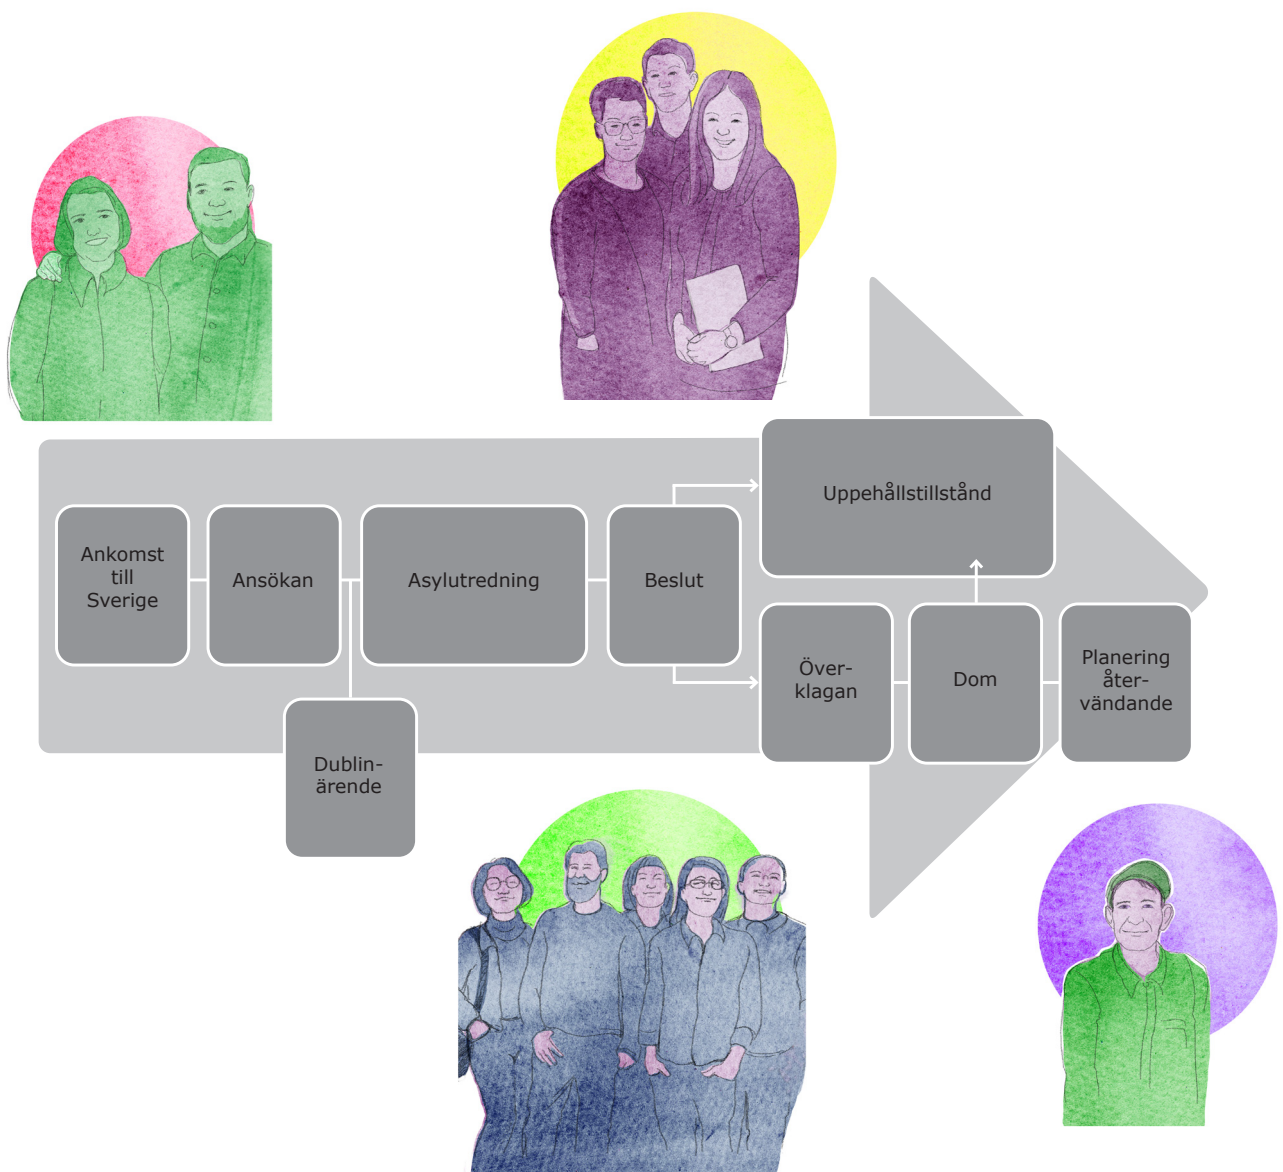 Ankomst
till
Sverige
Ansökan
Asylutredning
Beslut
Uppehållstillstånd
Dublin-
ärende
Över-
klagan
Dom
Planering
åter-
vändande